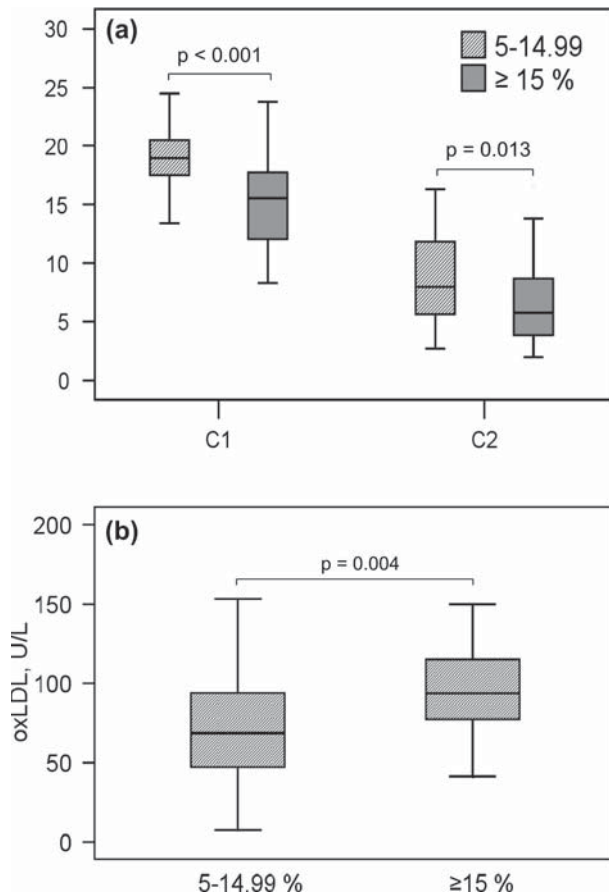 (a)
30
25
20
15
10
5
0
5-14.99
≥ 15 %
p < 0.001
p = 0.013
C1
C2
(b)
200
150
100
50
0
oxLDL, U/L
p = 0.004
5-14.99 %
≥15 %